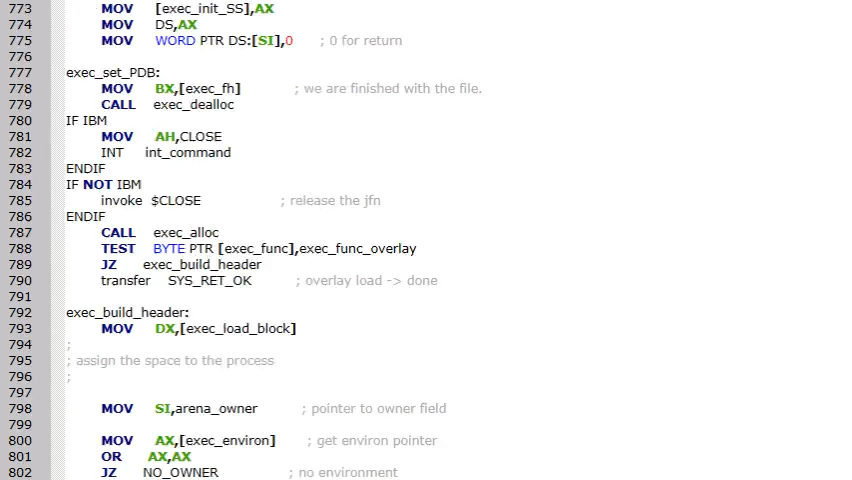 773 MOV [exec_init_SS],AX
774 MOV DS,AX
775 MOV WORD PTR DS:[SI],0 ; 0 for return
776
777 exec_set_PDB:
778 MOV BX,[exec_fh] ; we are finished with the file.
779 CALL exec_dealloc
780 IF IBM
781 MOV AH,CLOSE
782 INT int_command
783 ENDIF
784 IF NOT IBM
785 invoke $CLOSE ; release the jfn
786 ENDIF
787 CALL exec_alloc
788 TEST BYTE PTR [exec_func],exec_func_overlay
789 JZ exec_build_header
790 transfer SYS_RET_OK ; overlay load -> done
791
792 exec_build_header:
793 MOV DX,[exec_load_block]
794 ;
795 ; assign the space to the process
796 ;
797
798 MOV SI,arena_owner ; pointer to owner field
799
800 MOV AX,[exec_environ] ; get environ pointer
801 OR AX,AX
802 JZ NO_OWNER ; no environment